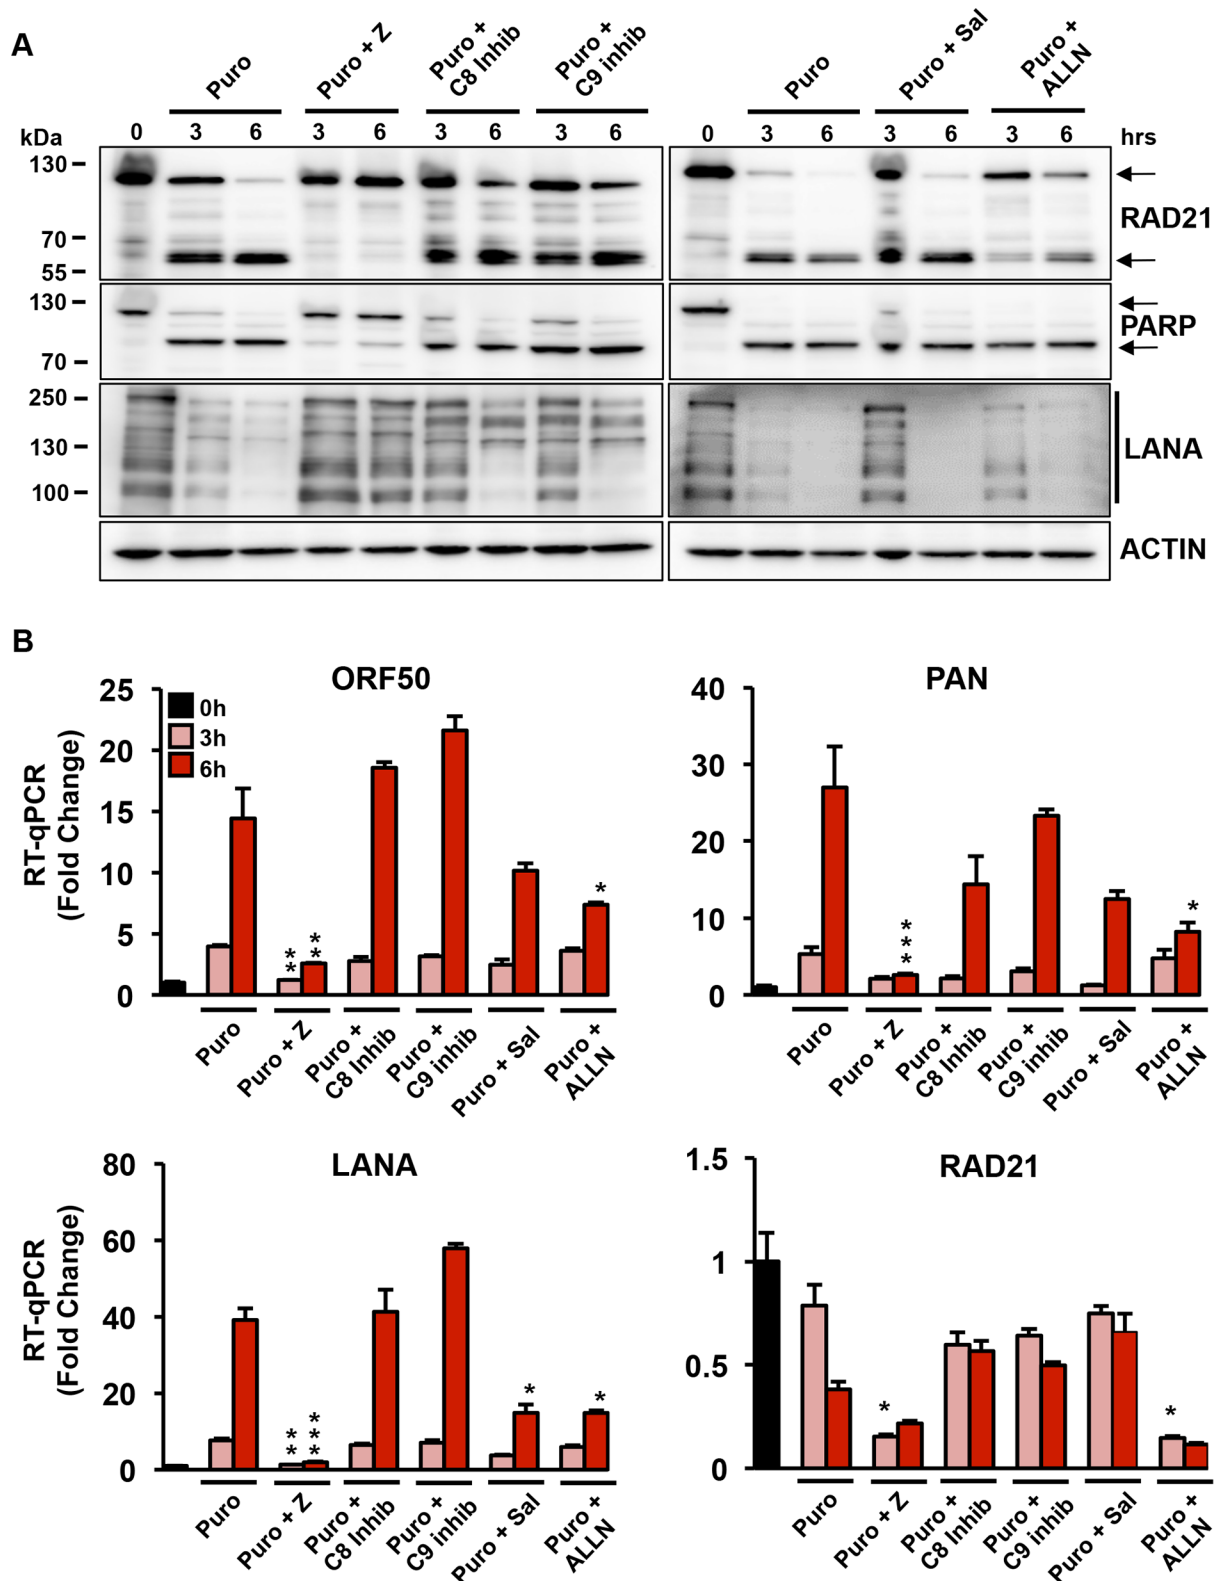 A
Puro
Puro + Z
Puro +
C8 Inhib
Puro +
C9 inhib
Puro
Puro + Sal
Puro +
ALLN
kDa
0 3 6 3 6 3 6 3 6
0 3 6 3 6 3 6 hrs
130
70
55
RAD21
130
70
PARP
250
130
100
LANA
ACTIN
B
ORF50
RT-qPCR
(Fold Change)
25
20
15
10
5
0
0h
3h
6h
**
**
*
Puro
Puro + Z
Puro +
C8 Inhib
Puro +
C9 inhib
Puro + Sal
Puro +
ALLN
PAN
40
30
20
10
0
***
*
Puro
Puro + Z
Puro +
C8 Inhib
Puro +
C9 inhib
Puro + Sal
Puro +
ALLN
LANA
RT-qPCR
(Fold Change)
80
60
40
20
0
**
***
*
*
Puro
Puro + Z
Puro +
C8 Inhib
Puro +
C9 inhib
Puro + Sal
Puro +
ALLN
RAD21
1.5
1
0.5
0
*
*
Puro
Puro + Z
Puro +
C8 Inhib
Puro +
C9 inhib
Puro + Sal
Puro +
ALLN